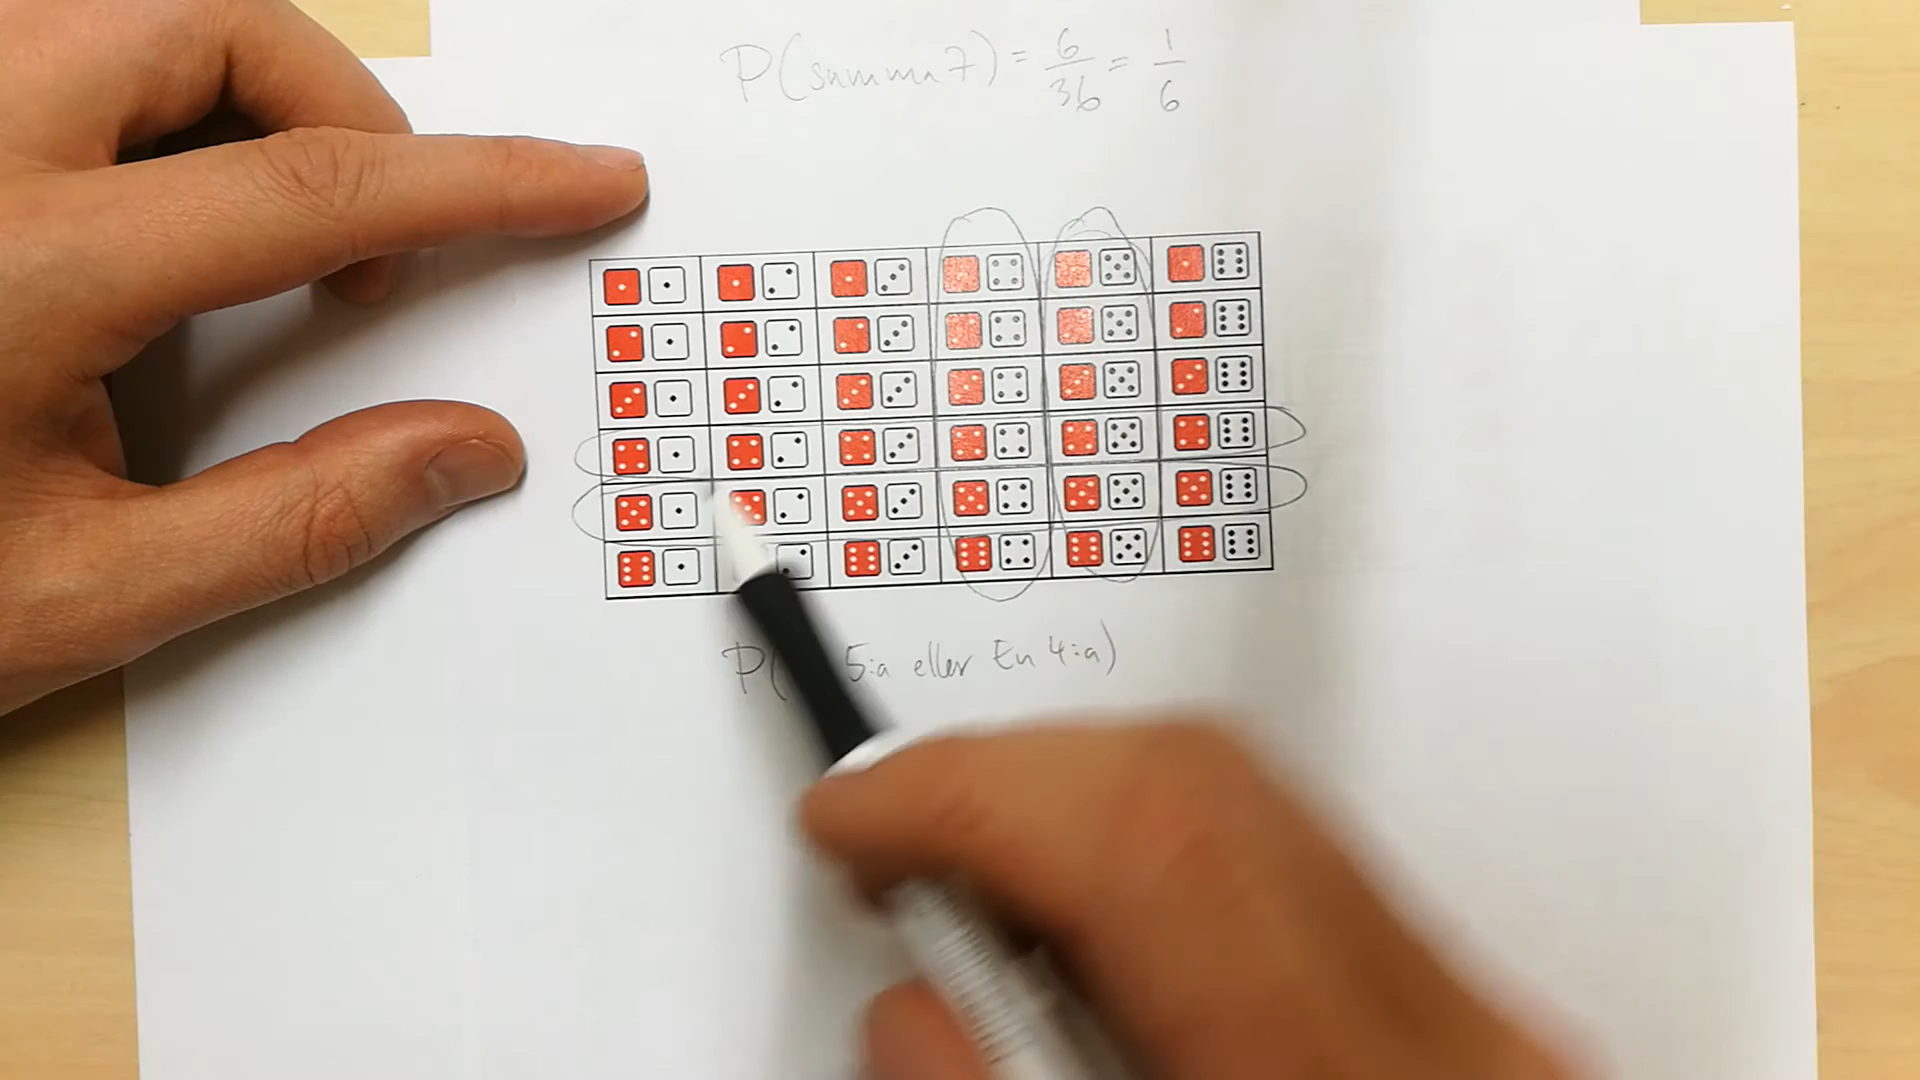 P(summa 7) = 6/36 = 1/6
P( 5:a eller En 4:a)